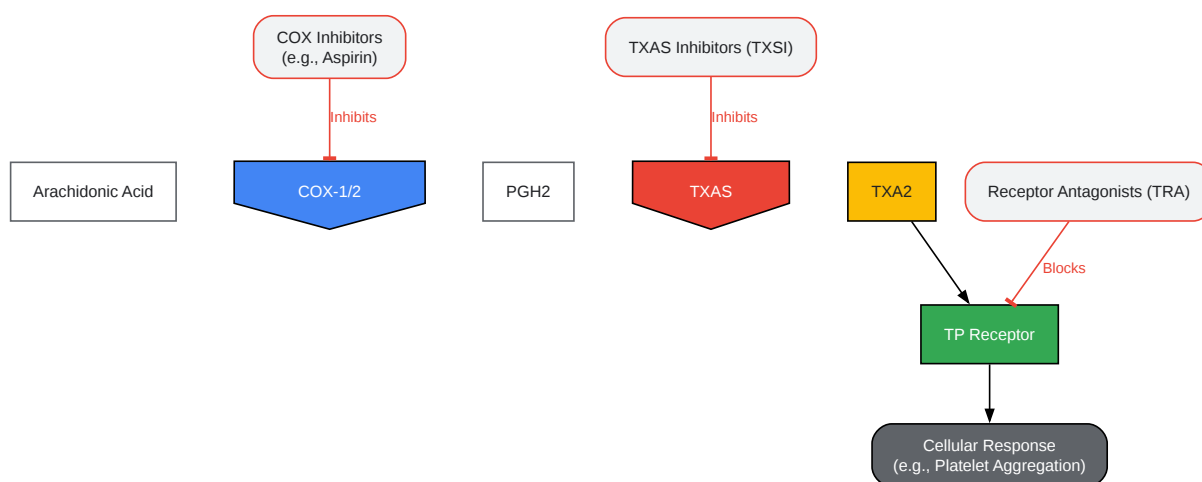 COX Inhibitors
(e.g., Aspirin)
TXAS Inhibitors (TXSI)
Inhibits
Inhibits
Arachidonic Acid
COX-1/2
PGH2
TXAS
TXA2
Receptor Antagonists (TRA)
Blocks
TP Receptor
Cellular Response
(e.g., Platelet Aggregation)